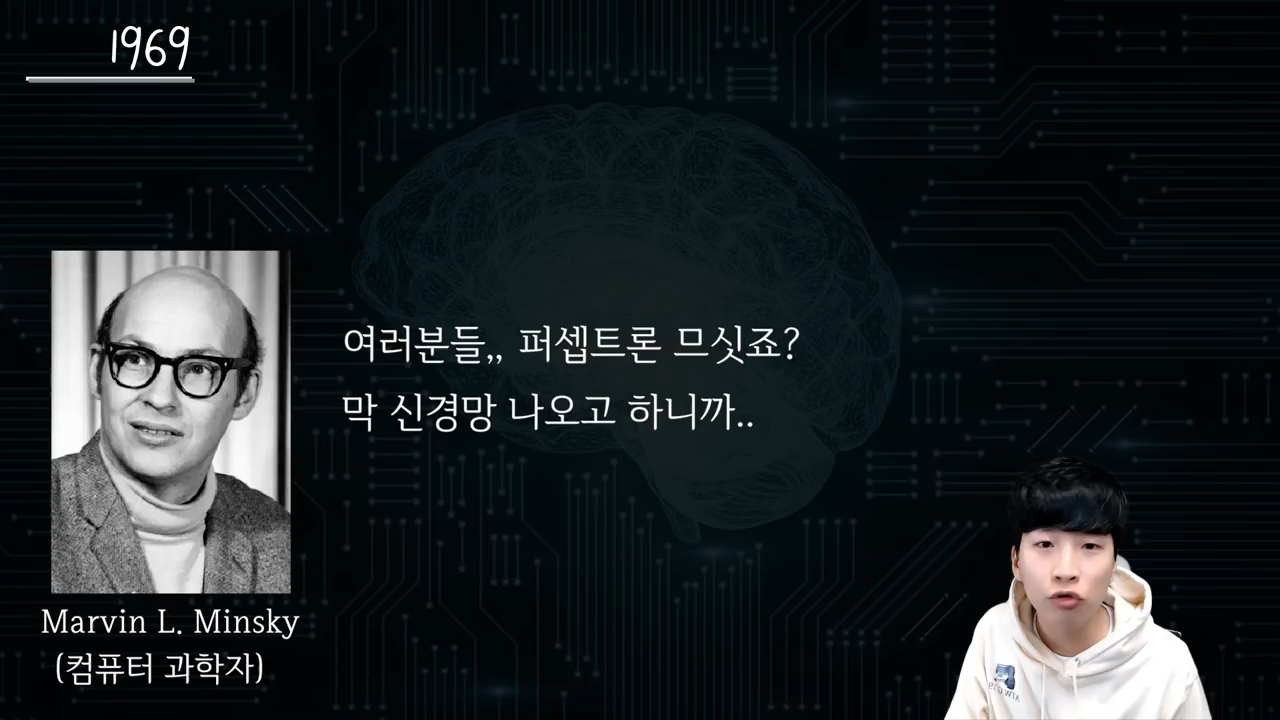 1969
여러분들,, 퍼셉트론 므싯죠?
막 신경망 나오고 하니까..
Marvin L. Minsky
(컴퓨터 과학자)